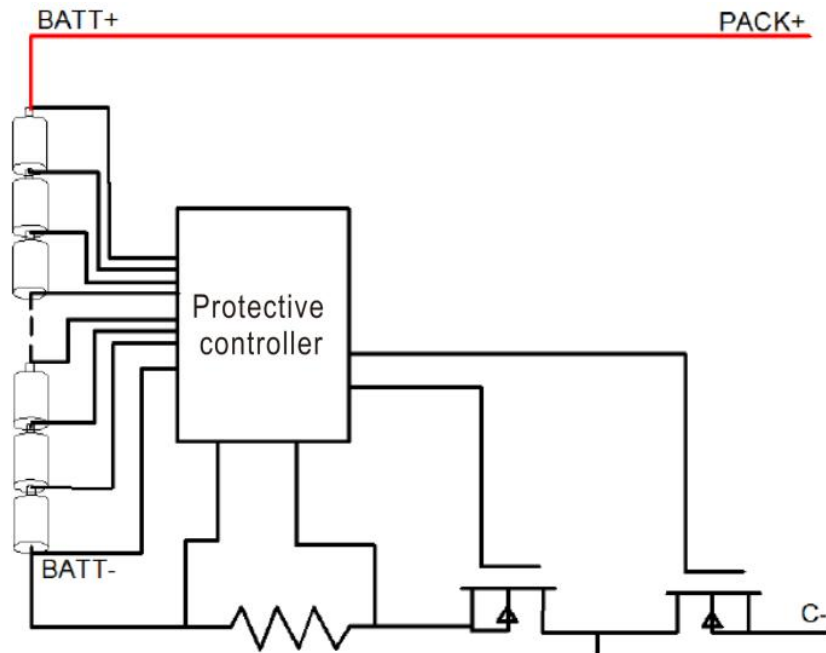 BATT+
PACK+
Protective
controller
BATT-
C-